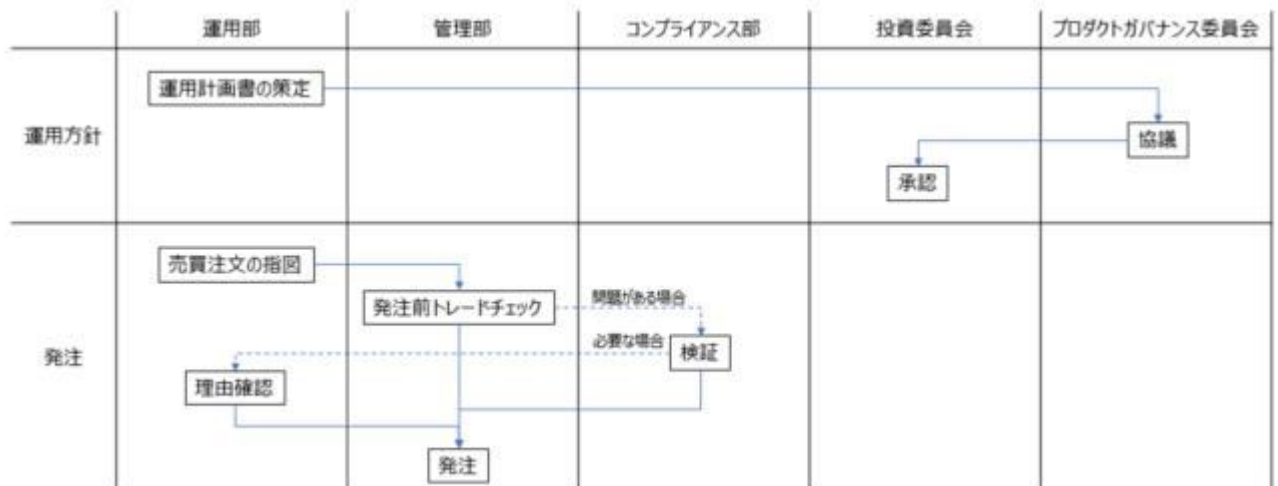 運用部
管理部
コンプライアンス部
投資委員会
プロダクトガバナンス委員会
運用方針
運用計画書の策定
協議
承認
発注
売買注文の指図
発注前トレードチェック
問題がある場合
必要な場合
検証
理由確認
発注